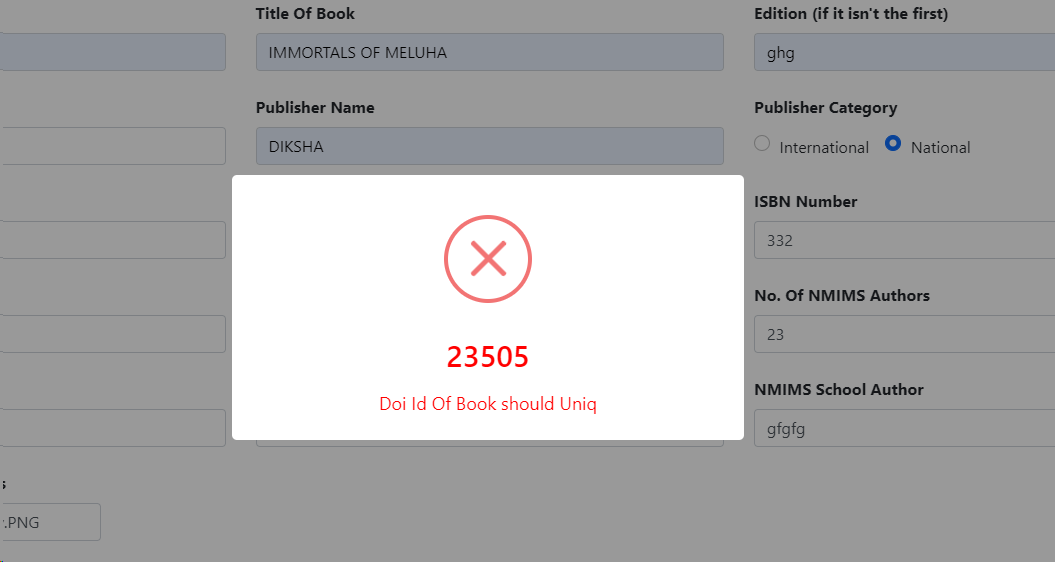 Title Of Book
Edition (if it isn't the first)
IMMORTALS OF MELUHA
ghg
Publisher Name
Publisher Category
DIKSHA
International
National
ISBN Number
332
No. Of NMIMS Authors
23
23505
Doi Id Of Book should Uniq
NMIMS School Author
gfgfg
.PNG